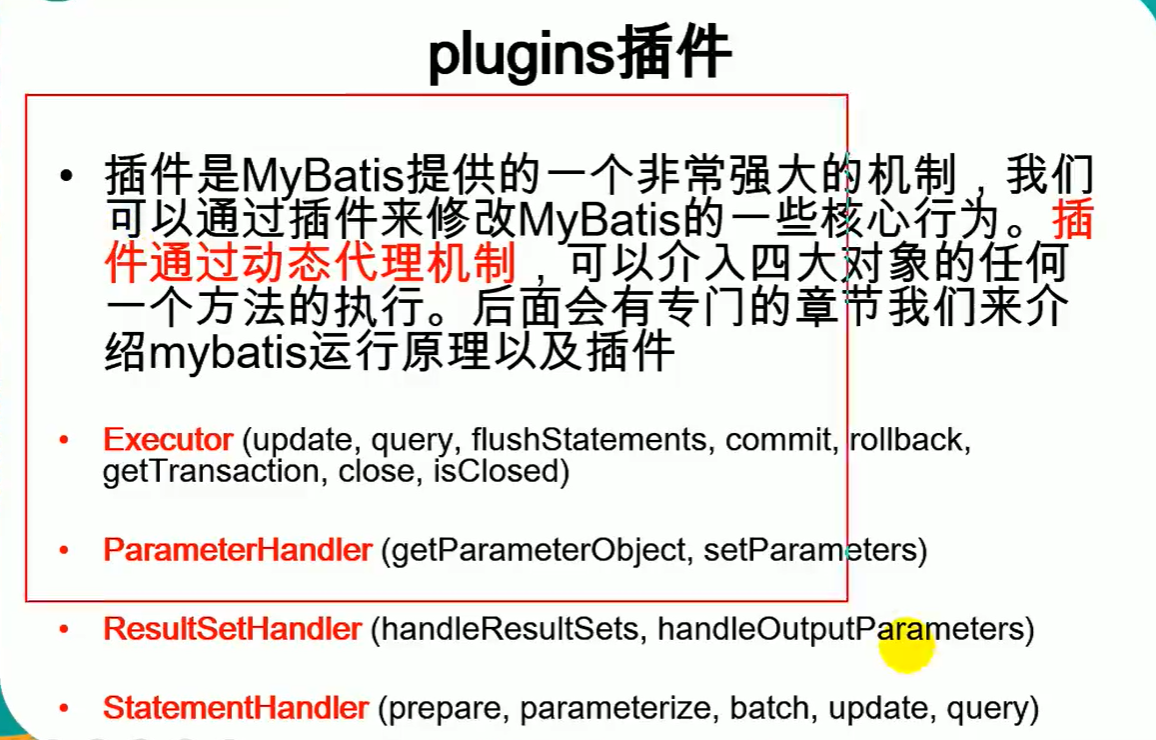 plugins插件
• 插件是MyBatis提供的一个非常强大的机制，我们
可以通过插件来修改MyBatis的一些核心行为。插
件通过动态代理机制，可以介入四大对象的任何
一个方法的执行。后面会有专门的章节我们来介
绍mybatis运行原理以及插件
• Executor (update, query, flushStatements, commit, rollback,
getTransaction, close, isClosed)
• ParameterHandler (getParameterObject, setParameters)
• ResultSetHandler (handleResultSets, handleOutputParameters)
• StatementHandler (prepare, parameterize, batch, update, query)